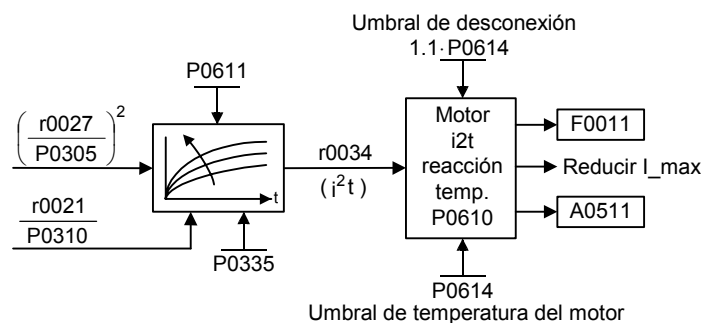 Umbral de desconexión
1.1·P0614
P0611
(r0027/P0305)²
r0021/P0310
t
P0335
r0034
(i²t)
Motor
i2t
reacción
temp.
P0610
F0011
Reducir I_max
A0511
P0614
Umbral de temperatura del motor